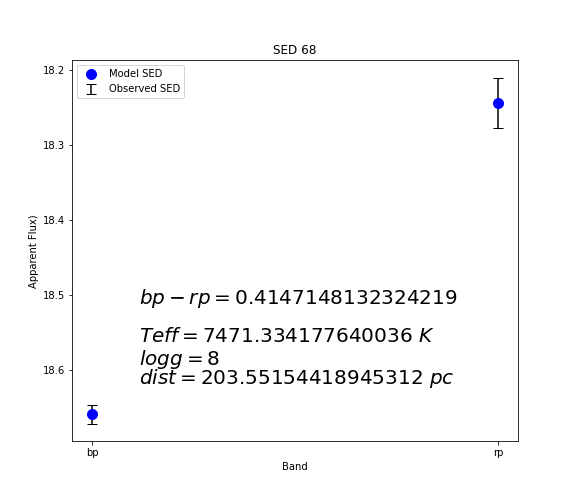 SED 68
Model SED
Observed SED
18.2
18.3
18.4
18.5
18.6
Apparent Flux)
bp − rp = 0.4147148132324219
Teff = 7471.334177640036 K
logg = 8
dist = 203.55154418945312 pc
bp
rp
Band